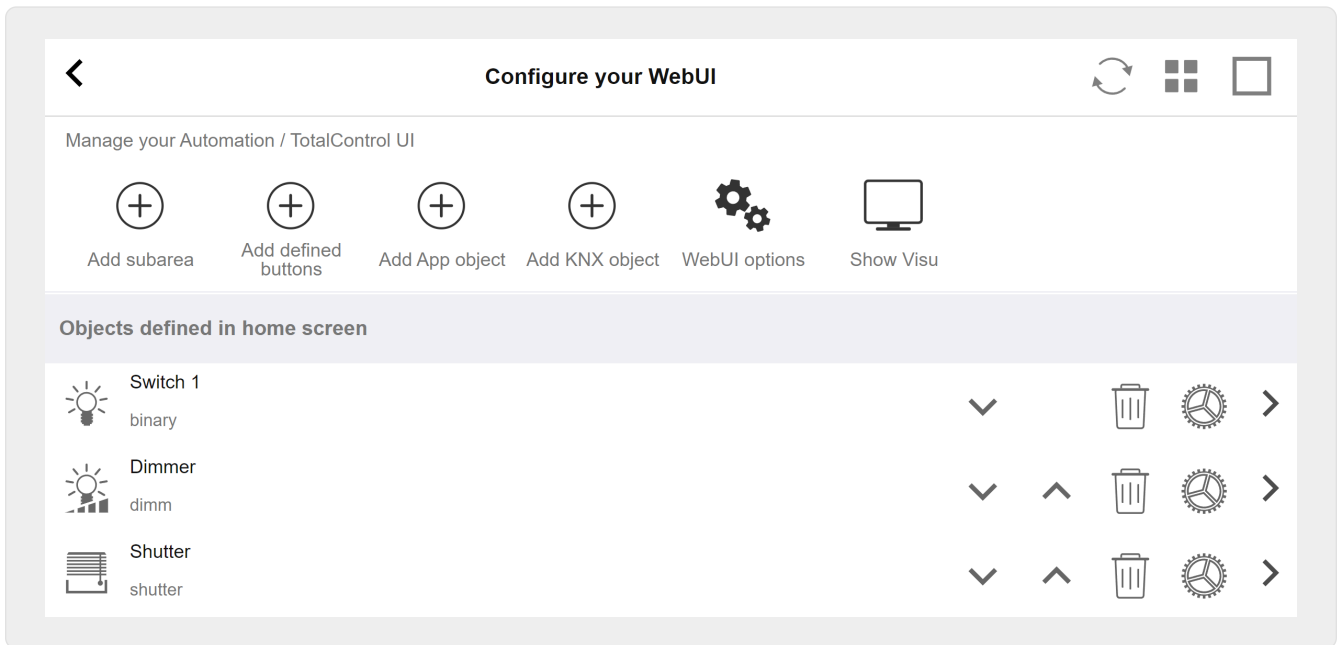 Configure your WebUI
Manage your Automation / TotalControl UI
Add subarea
Add defined
buttons
Add App object
Add KNX object
WebUI options
Show Visu
Objects defined in home screen
Switch 1
binary
Dimmer
dimm
Shutter
shutter